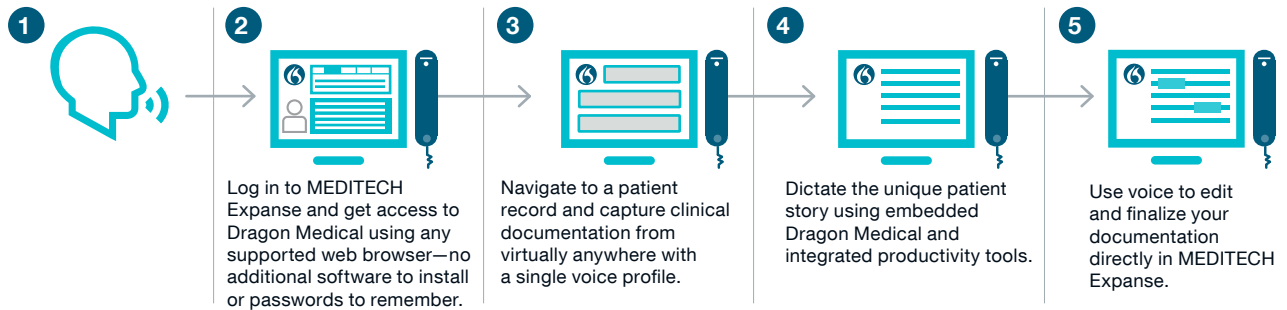 1
2
Log in to MEDITECH
Expanse and get access to
Dragon Medical using any
supported web browser—no
additional software to install
or passwords to remember.
3
Navigate to a patient
record and capture clinical
documentation from
virtually anywhere with
a single voice profile.
4
Dictate the unique patient
story using embedded
Dragon Medical and
integrated productivity tools.
5
Use voice to edit
and finalize your
documentation
directly in MEDITECH
Expanse.